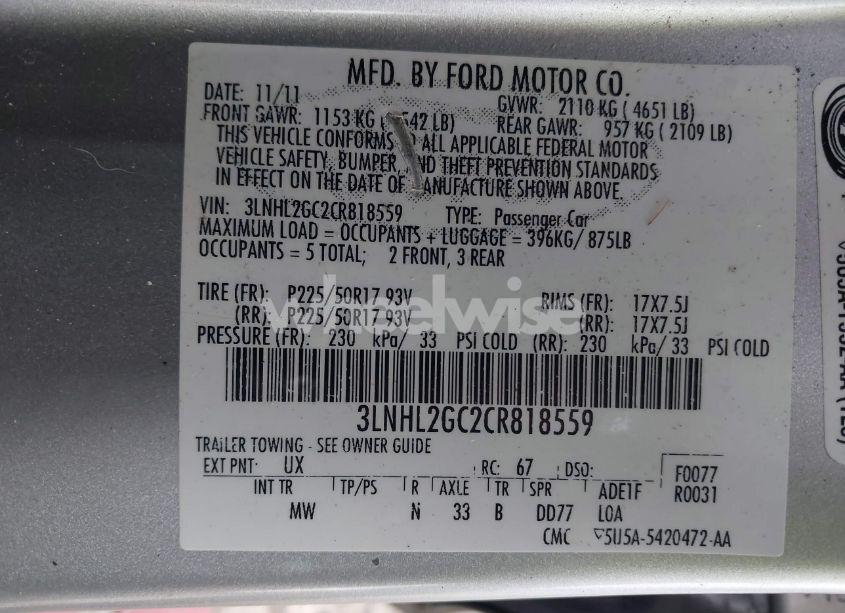 MFD. BY FORD MOTOR CO.
DATE: 11/11 GVWR: 2110 KG ( 4651 LB)
FRONT GAWR: 1153 KG ( 542 LB) REAR GAWR: 957 KG ( 2109 LB)
THIS VEHICLE CONFORMS ALL APPLICABLE FEDERAL MOTOR
VEHICLE SAFETY, BUMPER, ND THEFT PREVENTION STANDARDS
IN EFFECT ON THE DATE OF ANUFACTURE SHOWN ABOVE.
VIN: 3LNHL2GC2CR818559 TYPE: Passenger Car
MAXIMUM LOAD = OCCUPANTS + LUGGAGE = 396KG/ 875LB
OCCUPANTS = 5 TOTAL; 2 FRONT, 3 REAR
TIRE (FR): P225/50R17 93V RIMS (FR): 17X7.5J
wheelwise
(RR): P225/50R17 93V (RR): 17X7.5J
PRESSURE (FR): 230 kPa/ 33 PSI COLD (RR): 230 kPa/ 33 PSI COLD
3LNHL2GC2CR818559
TRAILER TOWING - SEE OWNER GUIDE
EXT PNT: UX RC: 67 DSO: F0077
INT TR TP/PS R AXLE TR SPR ADE1F R0031
MW N 33 B DD77 LOA
CMC 5U5A-5420472-AA